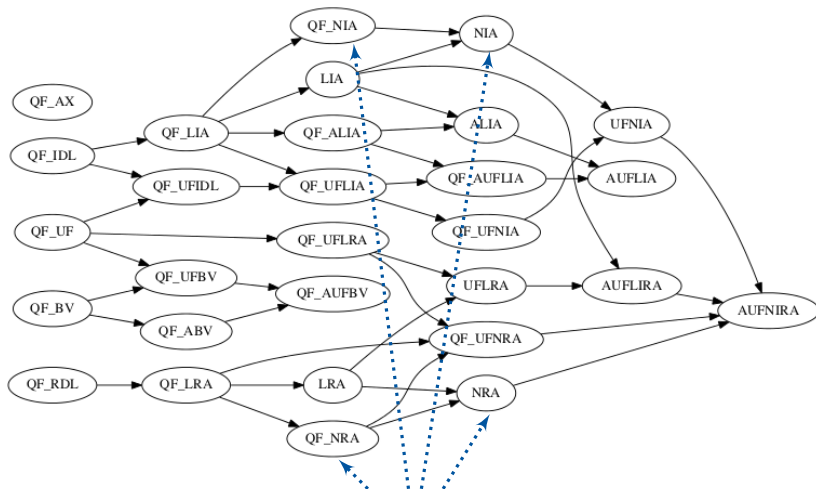 QF_NIA
NIA
LIA
QF_AX
QF_LIA
QF_ALIA
ALIA
UFNIA
QF_IDL
QF_UFIDL
QF_UFLIA
QF_AUFLIA
AUFLIA
QF_UF
QF_UFLRA
QF_UFNIA
QF_UFBV
QF_AUFBV
UFLRA
AUFLIRA
QF_BV
QF_ABV
QF_UFNRA
AUFNIRA
QF_RDL
QF_LRA
LRA
NRA
QF_NRA